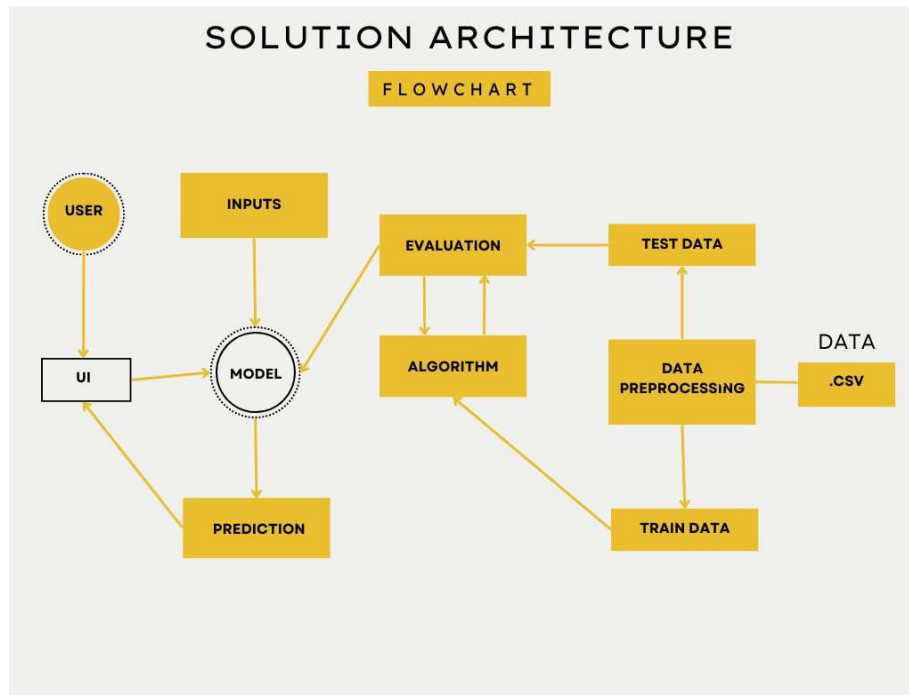 SOLUTION ARCHITECTURE
FLOWCHART
USER
INPUTS
EVALUATION
TEST DATA
UI
MODEL
ALGORITHM
DATA
PREPROCESSiNG
DATA
.CSV
PREDICTION
TRAIN DATA